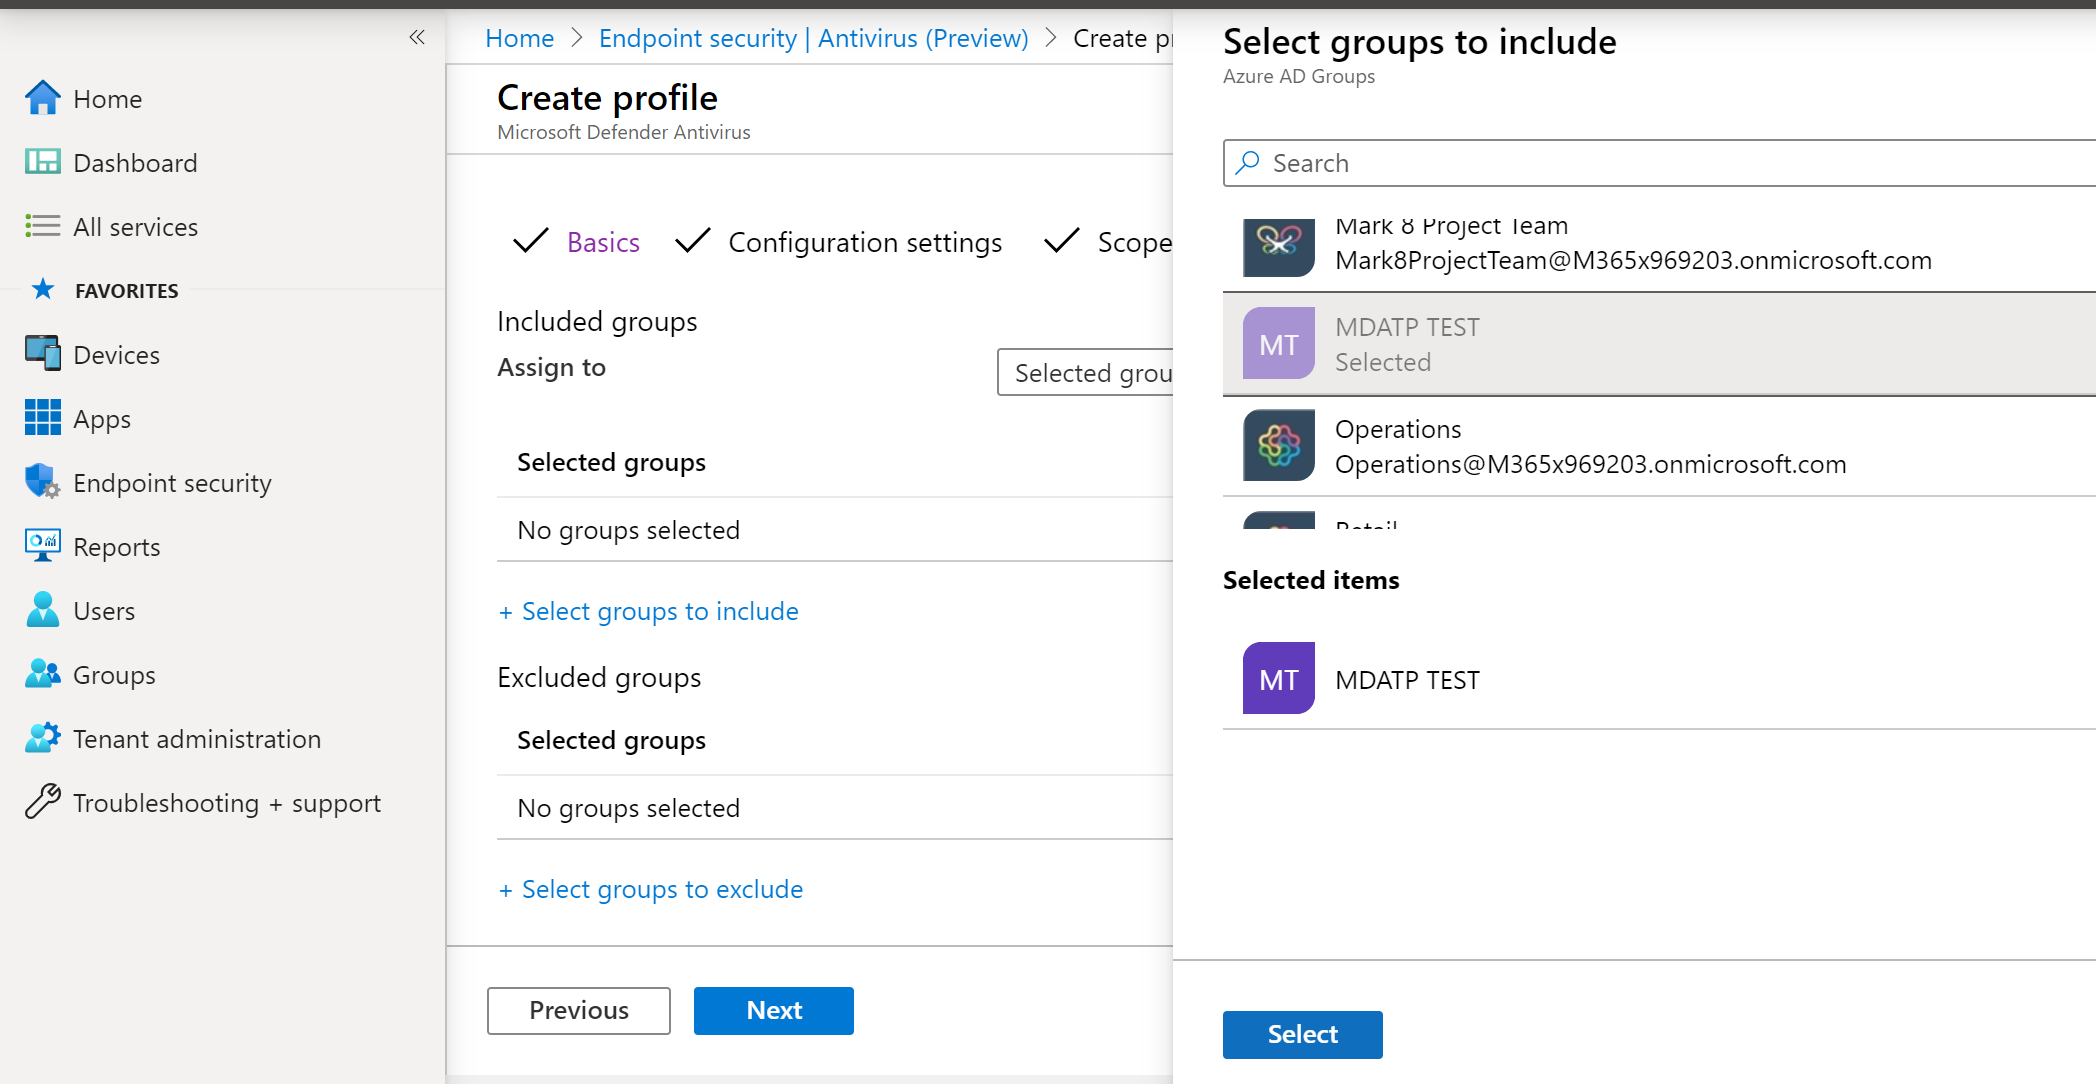 Home
Dashboard
All services
FAVORITES
Devices
Apps
Endpoint security
Reports
Users
Groups
Tenant administration
Troubleshooting + support
Home > Endpoint security | Antivirus (Preview) > Create pr
Create profile
Microsoft Defender Antivirus
Basics
Configuration settings
Scope
Included groups
Assign to
Selected grou
Selected groups
No groups selected
+ Select groups to include
Excluded groups
Selected groups
No groups selected
+ Select groups to exclude
Previous
Next
Select groups to include
Azure AD Groups
Search
Mark 8 Project Team
Mark8ProjectTeam@M365x969203.onmicrosoft.com
MT
MDATP TEST
Selected
Operations
Operations@M365x969203.onmicrosoft.com
Retail
Selected items
MT
MDATP TEST
Select